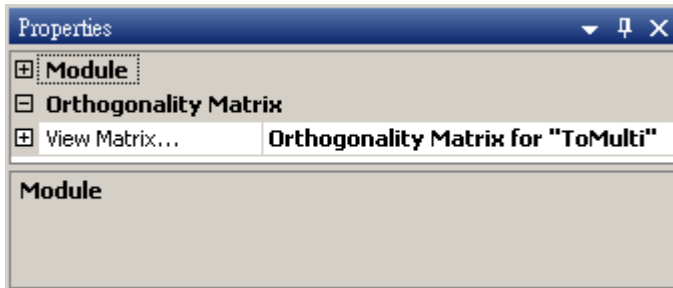 Properties
Module
Orthogonality Matrix
View Matrix... Orthogonality Matrix for "ToMulti"
Module